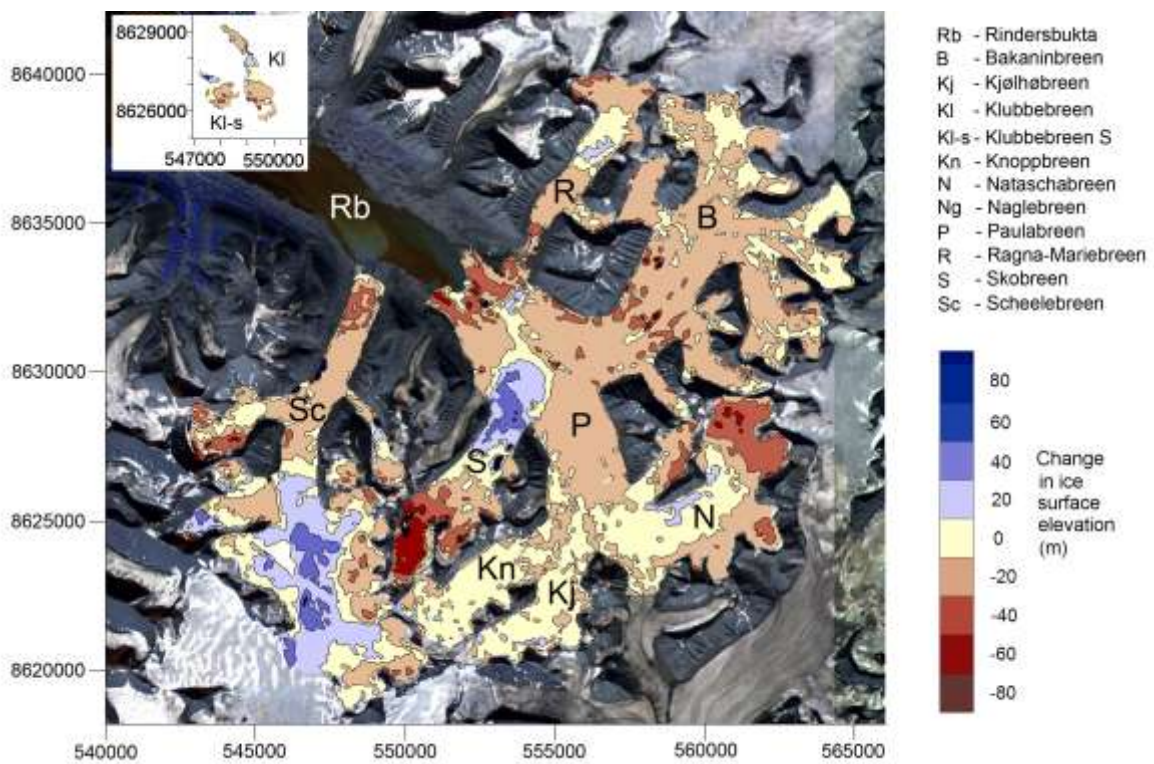 8629000
Kl
8626000
Kl-s
547000 550000
8640000
8635000
8630000
8625000
8620000
540000 545000 550000 555000 560000 565000
Rb
R
B
Sc
S
P
N
Kn
Kj
Rb - Rindersbukta
B - Bakaninbreen
Kj - Kjølhøbreen
Kl - Klubbebreen
Kl-s - Klubbebreen S
Kn - Knoppbreen
N - Nataschabreen
Ng - Naglebreen
P - Paulabreen
R - Ragna-Mariebreen
S - Skobreen
Sc - Scheelebreen
80
60
40
20
0
-20
-40
-60
-80
Change
in ice
surface
elevation
(m)